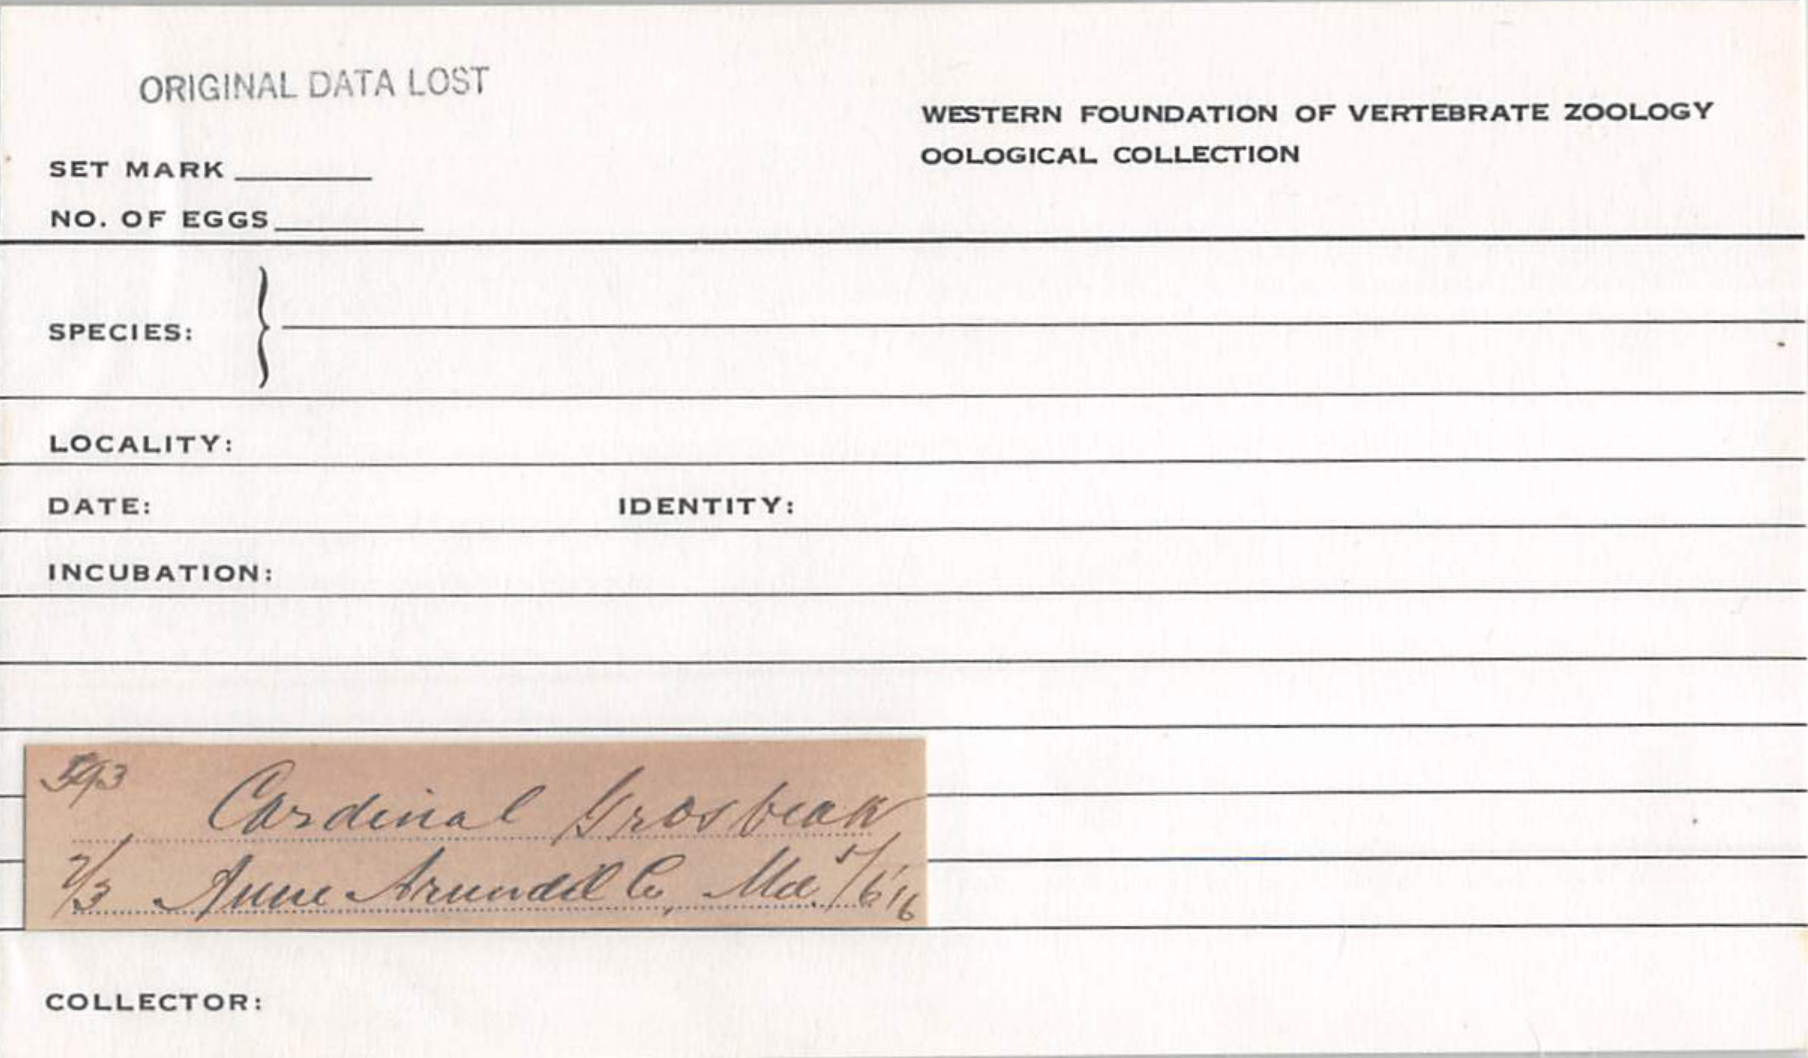 ORIGINAL DATA LOST
WESTERN FOUNDATION OF VERTEBRATE ZOOLOGY
OOLOGICAL COLLECTION
SET MARK
NO. OF EGGS
SPECIES:
LOCALITY:
DATE: IDENTITY:
INCUBATION:
593
Cardinal Grosbeak
2/3 Anne Arundel Co, Md. 5/6'16
COLLECTOR: